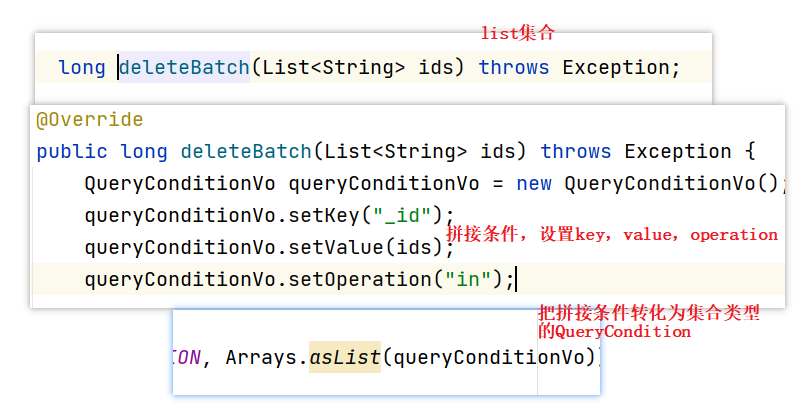 list集合
long deleteBatch(List<String> ids) throws Exception;
@Override
public long deleteBatch(List<String> ids) throws Exception {
QueryConditionVo queryConditionVo = new QueryConditionVo();
queryConditionVo.setKey("_id");
拼接条件，设置key，value，operation
queryConditionVo.setValue(ids);
queryConditionVo.setOperation("in");
把拼接条件转化为集合类型
的QueryCondition
ION, Arrays.asList(queryConditionVo))